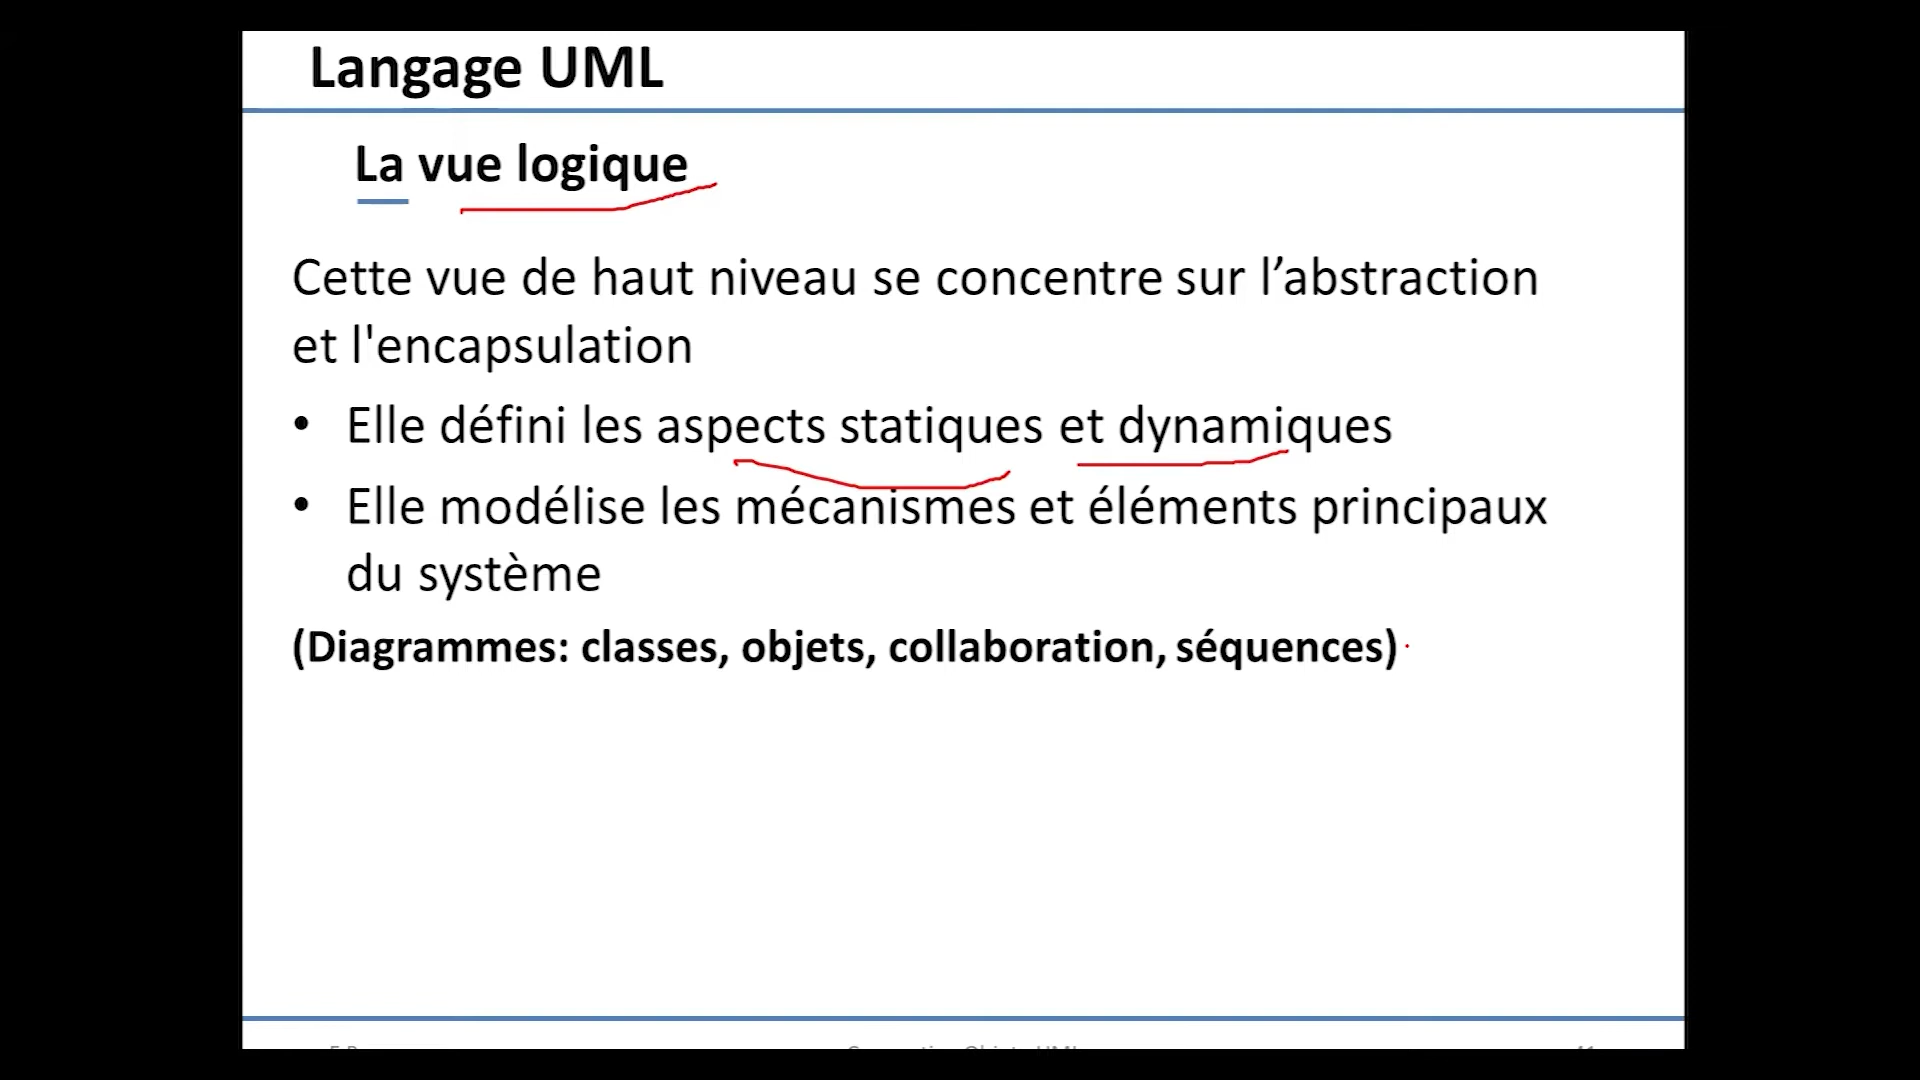 Langage UML
La vue logique
Cette vue de haut niveau se concentre sur l’abstraction
et l'encapsulation
• Elle défini les aspects statiques et dynamiques
• Elle modélise les mécanismes et éléments principaux
du système
(Diagrammes: classes, objets, collaboration, séquences)